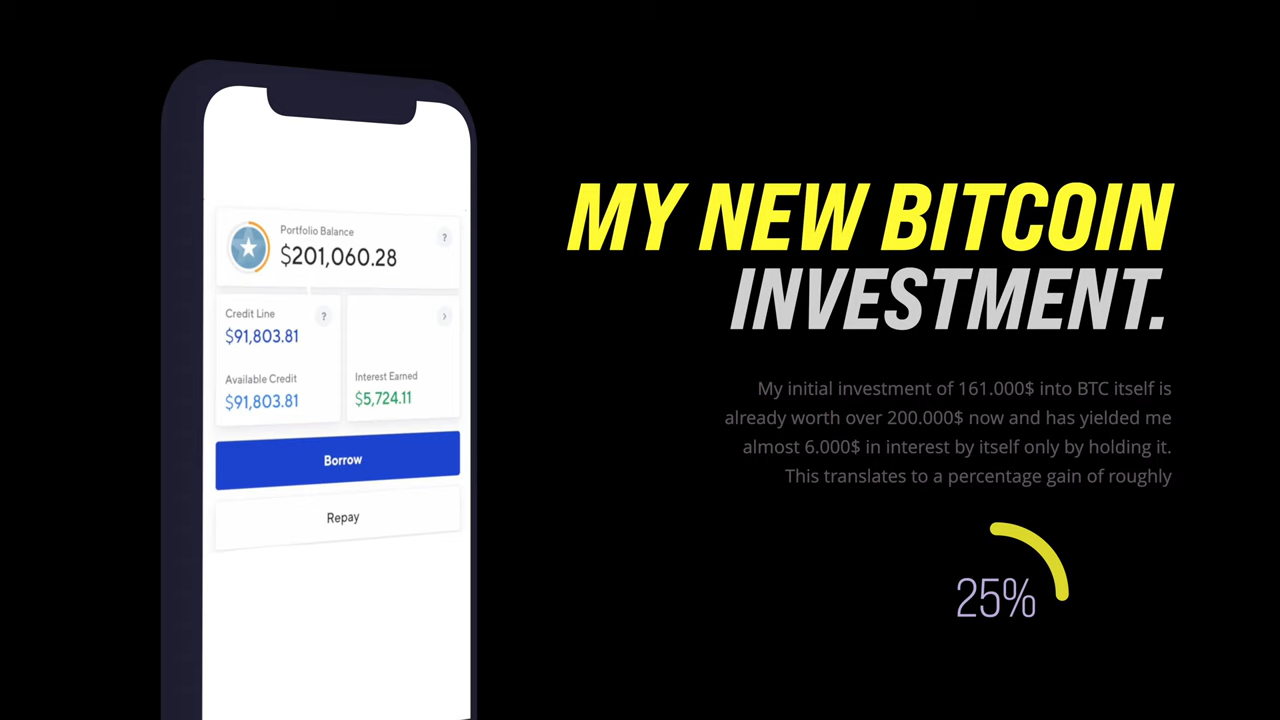 Portfolio Balance
$201,060.28
?
Credit Line
?
$91,803.81
Available Credit
$91,803.81
›
Interest Earned
$5,724.11
Borrow
Repay
MY NEW BITCOIN
INVESTMENT.
My initial investment of 161.000$ into BTC itself is
already worth over 200.000$ now and has yielded me
almost 6.000$ in interest by itself only by holding it.
This translates to a percentage gain of roughly
25%